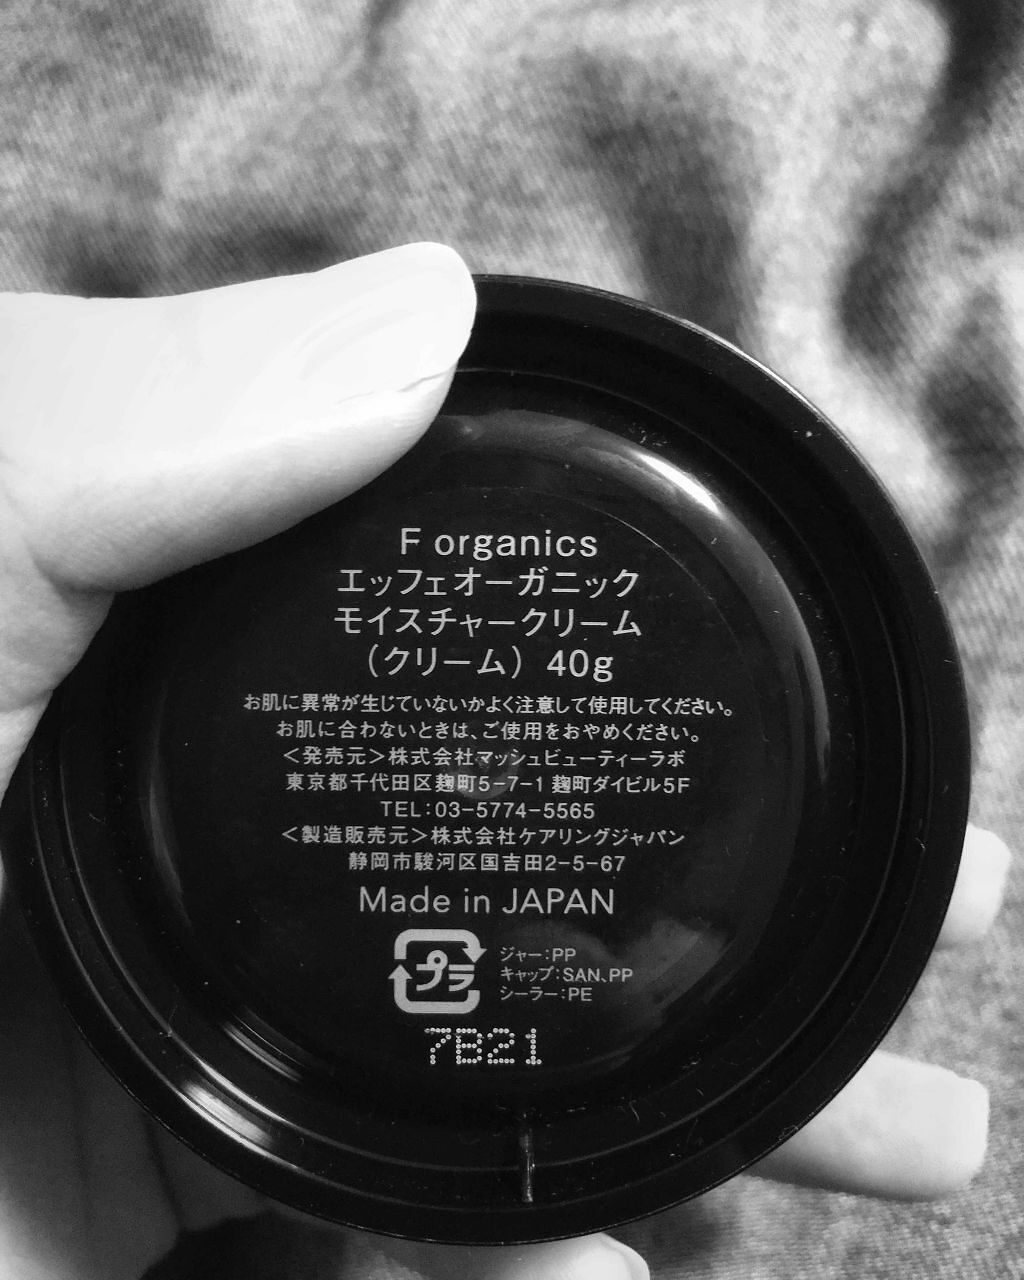 F organics
エッフェオーガニック
モイスチャークリーム
（クリーム） 40g
お肌に異常が生じていないかよく注意して使用してください。
お肌に合わないときは、ご使用をおやめください。
＜発売元＞株式会社マッシュビューティーラボ
東京都千代田区麹町5-7-1 麹町ダイビル5F
TEL:03-5774-5565
＜製造販売元＞株式会社ケアリングジャパン
静岡市駿河区国吉田2-5-67
Made in JAPAN
プラ
ジャー：PP
キャップ：SAN、PP
シーラー：PE
7B21